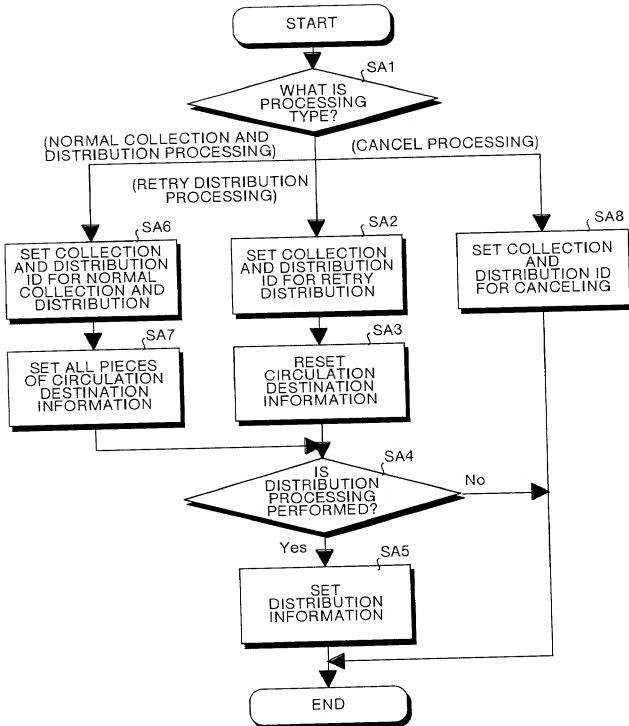 START
SA1
WHAT IS
PROCESSING
TYPE?
(NORMAL COLLECTION AND
DISTRIBUTION PROCESSING)
(CANCEL PROCESSING)
(RETRY DISTRIBUTION
PROCESSING)
SA6
SET COLLECTION
AND DISTRIBUTION
ID FOR NORMAL
COLLECTION AND
DISTRIBUTION
SA2
SET COLLECTION
AND DISTRIBUTION
ID FOR RETRY
DISTRIBUTION
SA8
SET COLLECTION
AND
DISTRIBUTION ID
FOR CANCELING
SA7
SET ALL PIECES
OF CIRCULATION
DESTINATION
INFORMATION
SA3
RESET
CIRCULATION
DESTINATION
INFORMATION
SA4
IS
DISTRIBUTION
PROCESSING
PERFORMED?
No
Yes
SA5
SET
DISTRIBUTION
INFORMATION
END